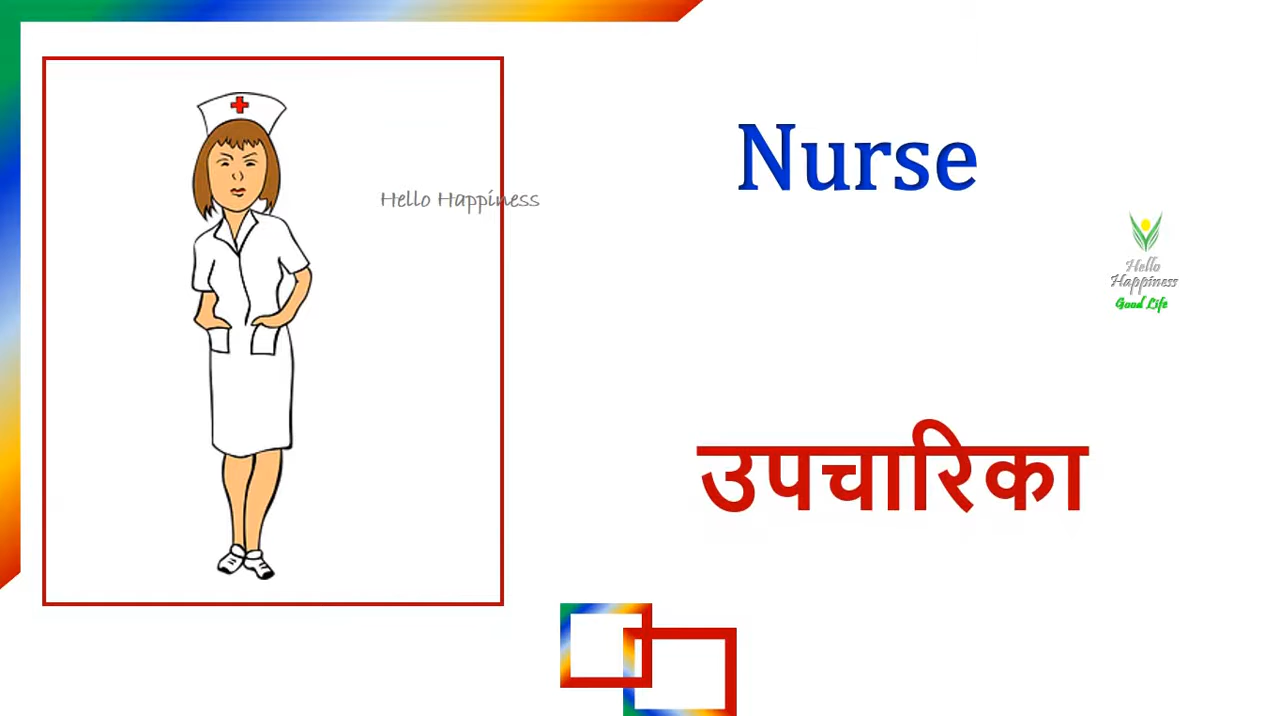 Nurse
Hello Happiness
Hello
Happiness
Good Life
उपचारिका